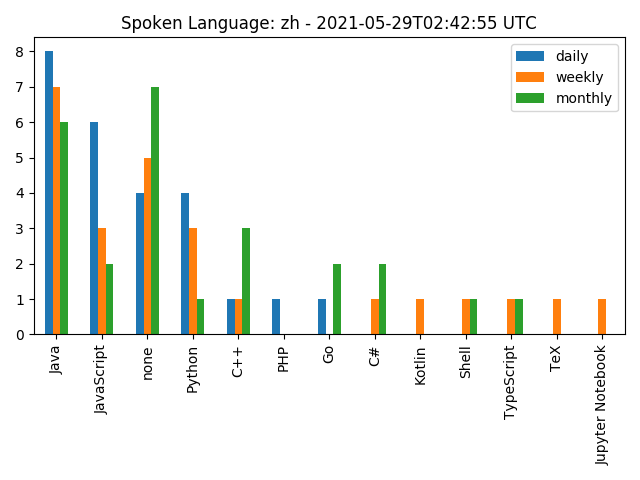 Spoken Language: zh - 2021-05-29T02:42:55 UTC
daily
weekly
monthly
8
7
6
5
4
3
2
1
0
Java
JavaScript
none
Python
C++
PHP
Go
C#
Kotlin
Shell
TypeScript
TeX
Jupyter Notebook